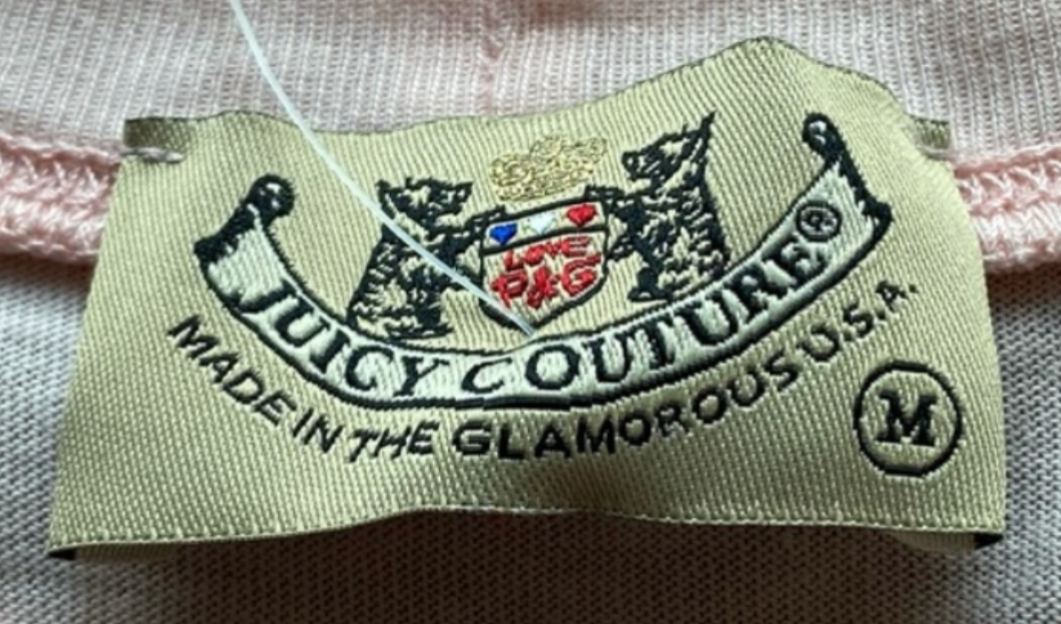 LOVE
P&G
JUICY COUTURE®
MADE IN THE GLAMOROUS U.S.A.
M